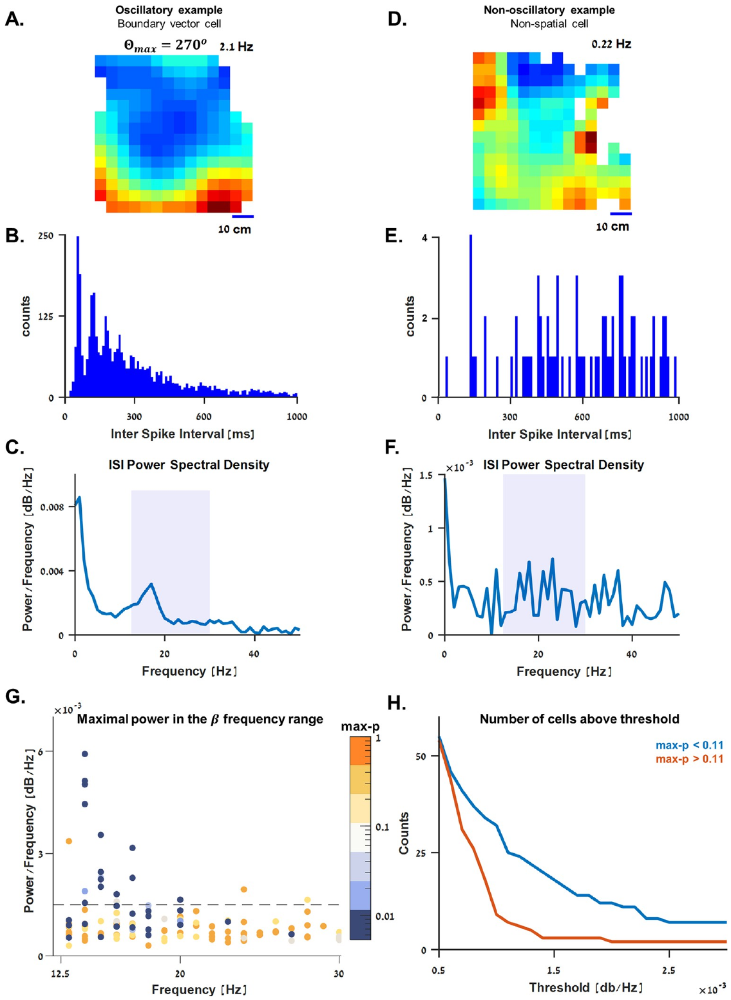 A.
Oscillatory example
Boundary vector cell
Θmax = 270°
2.1 Hz
10 cm
D.
Non-oscillatory example
Non-spatial cell
0.22 Hz
10 cm
B.
250
125
0
counts
0 300 600 1000
Inter Spike Interval [ms]
E.
4
2
0
counts
0 300 600 1000
Inter Spike Interval [ms]
C.
ISI Power Spectral Density
0.008
0.004
0
Power/Frequency [dB/Hz]
0 20 40
Frequency [Hz]
F.
×10⁻³
ISI Power Spectral Density
1.5
1
0.5
0
Power/Frequency [dB/Hz]
0 20 40
Frequency [Hz]
G.
×10⁻³
Maximal power in the β frequency range
6
3
0
Power/Frequency [dB/Hz]
12.5 20 30
Frequency [Hz]
max-p
1
0.1
0.01
H.
Number of cells above threshold
max-p < 0.11
max-p > 0.11
50
25
0
Counts
0.5 1.5 2.5
Threshold [db/Hz]
×10⁻³